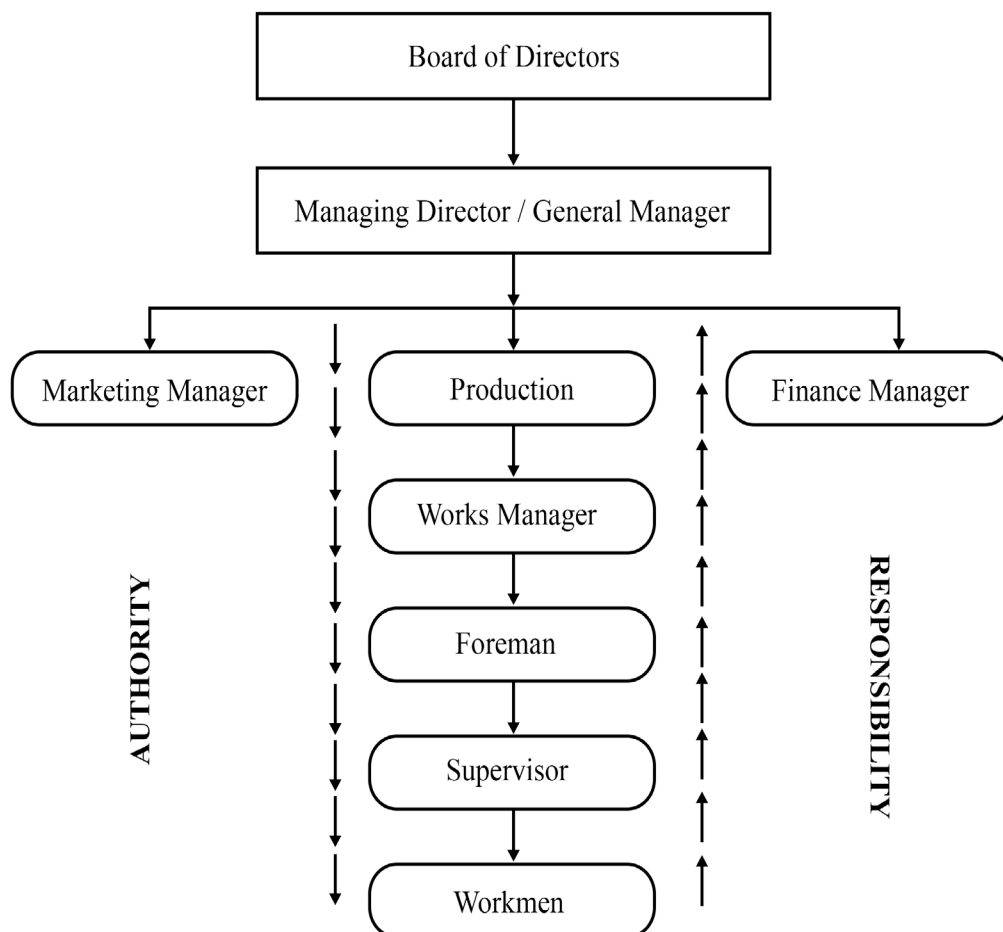 Board of Directors
Managing Director / General Manager
Marketing Manager
Production
Finance Manager
Works Manager
Foreman
Supervisor
Workmen
AUTHORITY
RESPONSIBILITY